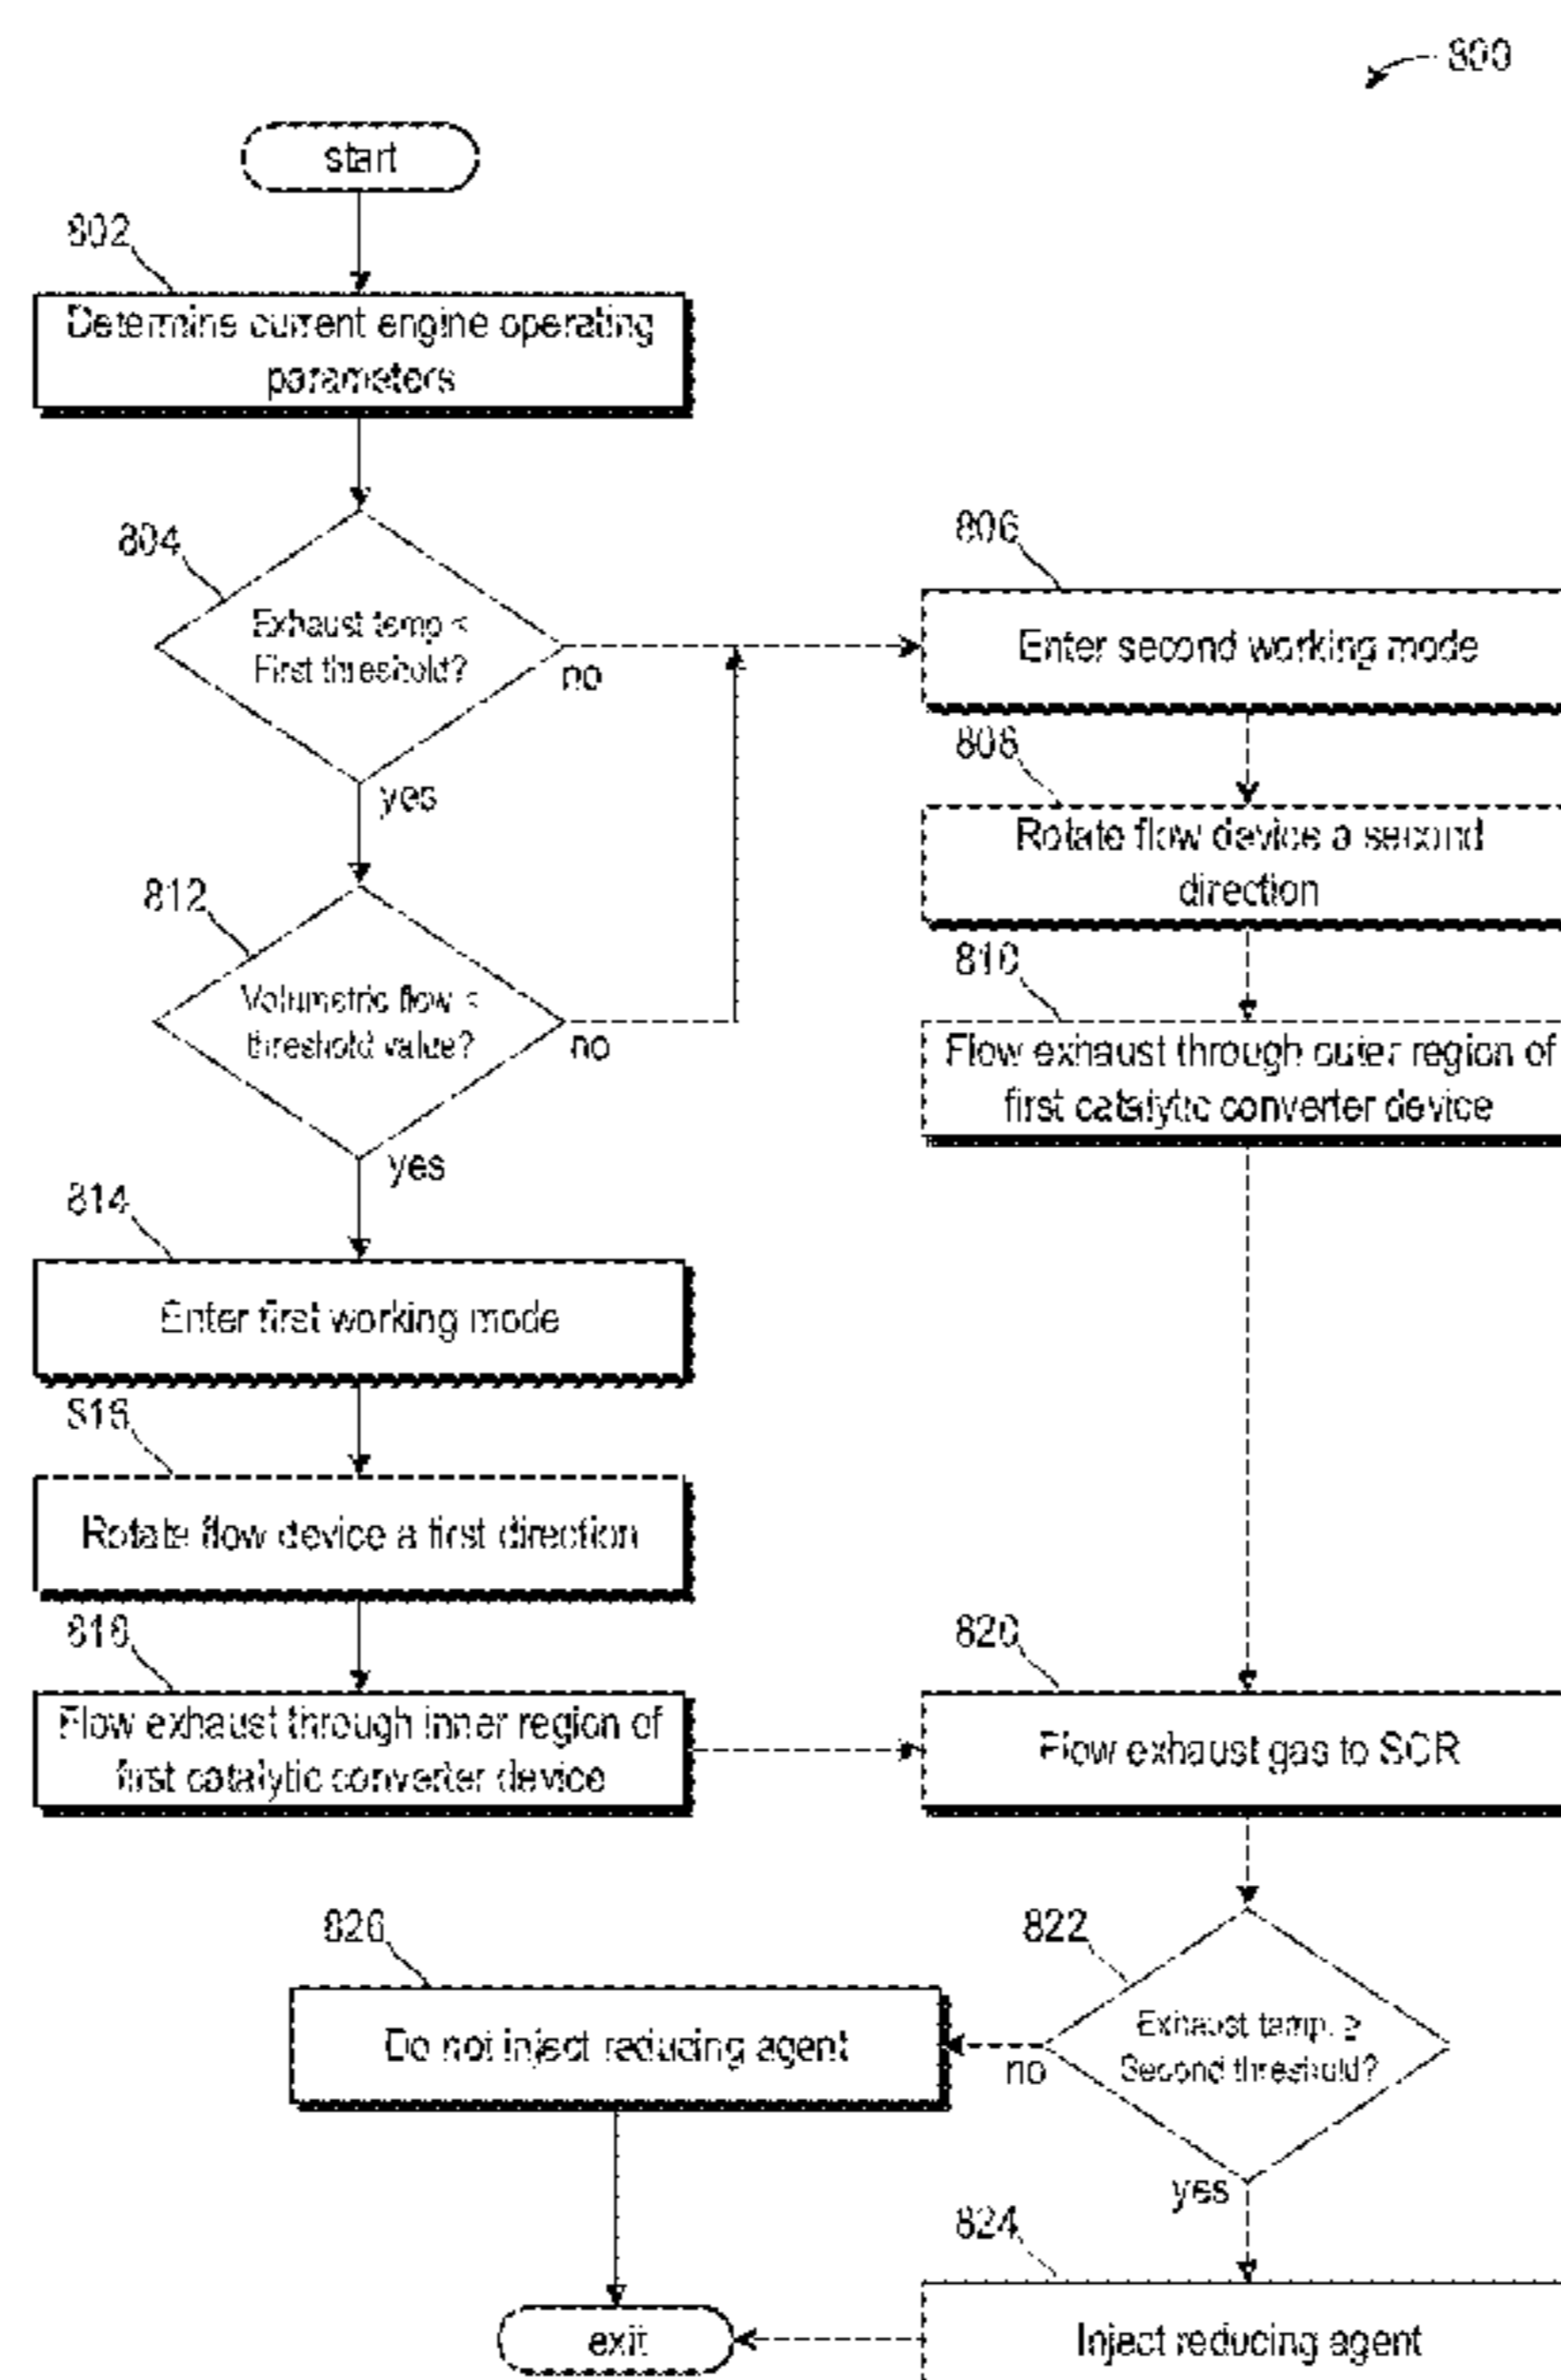 800
start
802
Determine current engine operating
parameters
804
Exhaust temp <
First threshold?
no
yes
806
Enter second working mode
808
Rotate flow device a second
direction
810
Flow exhaust through outer region of
first catalytic converter device
812
Volumetric flow <
threshold value?
no
yes
814
Enter first working mode
816
Rotate flow device a first direction
818
Flow exhaust through inner region of
first catalytic converter device
820
Flow exhaust gas to SCR
822
Exhaust temp. ≥
Second threshold?
no
yes
826
Do not inject reducing agent
824
Inject reducing agent
exit